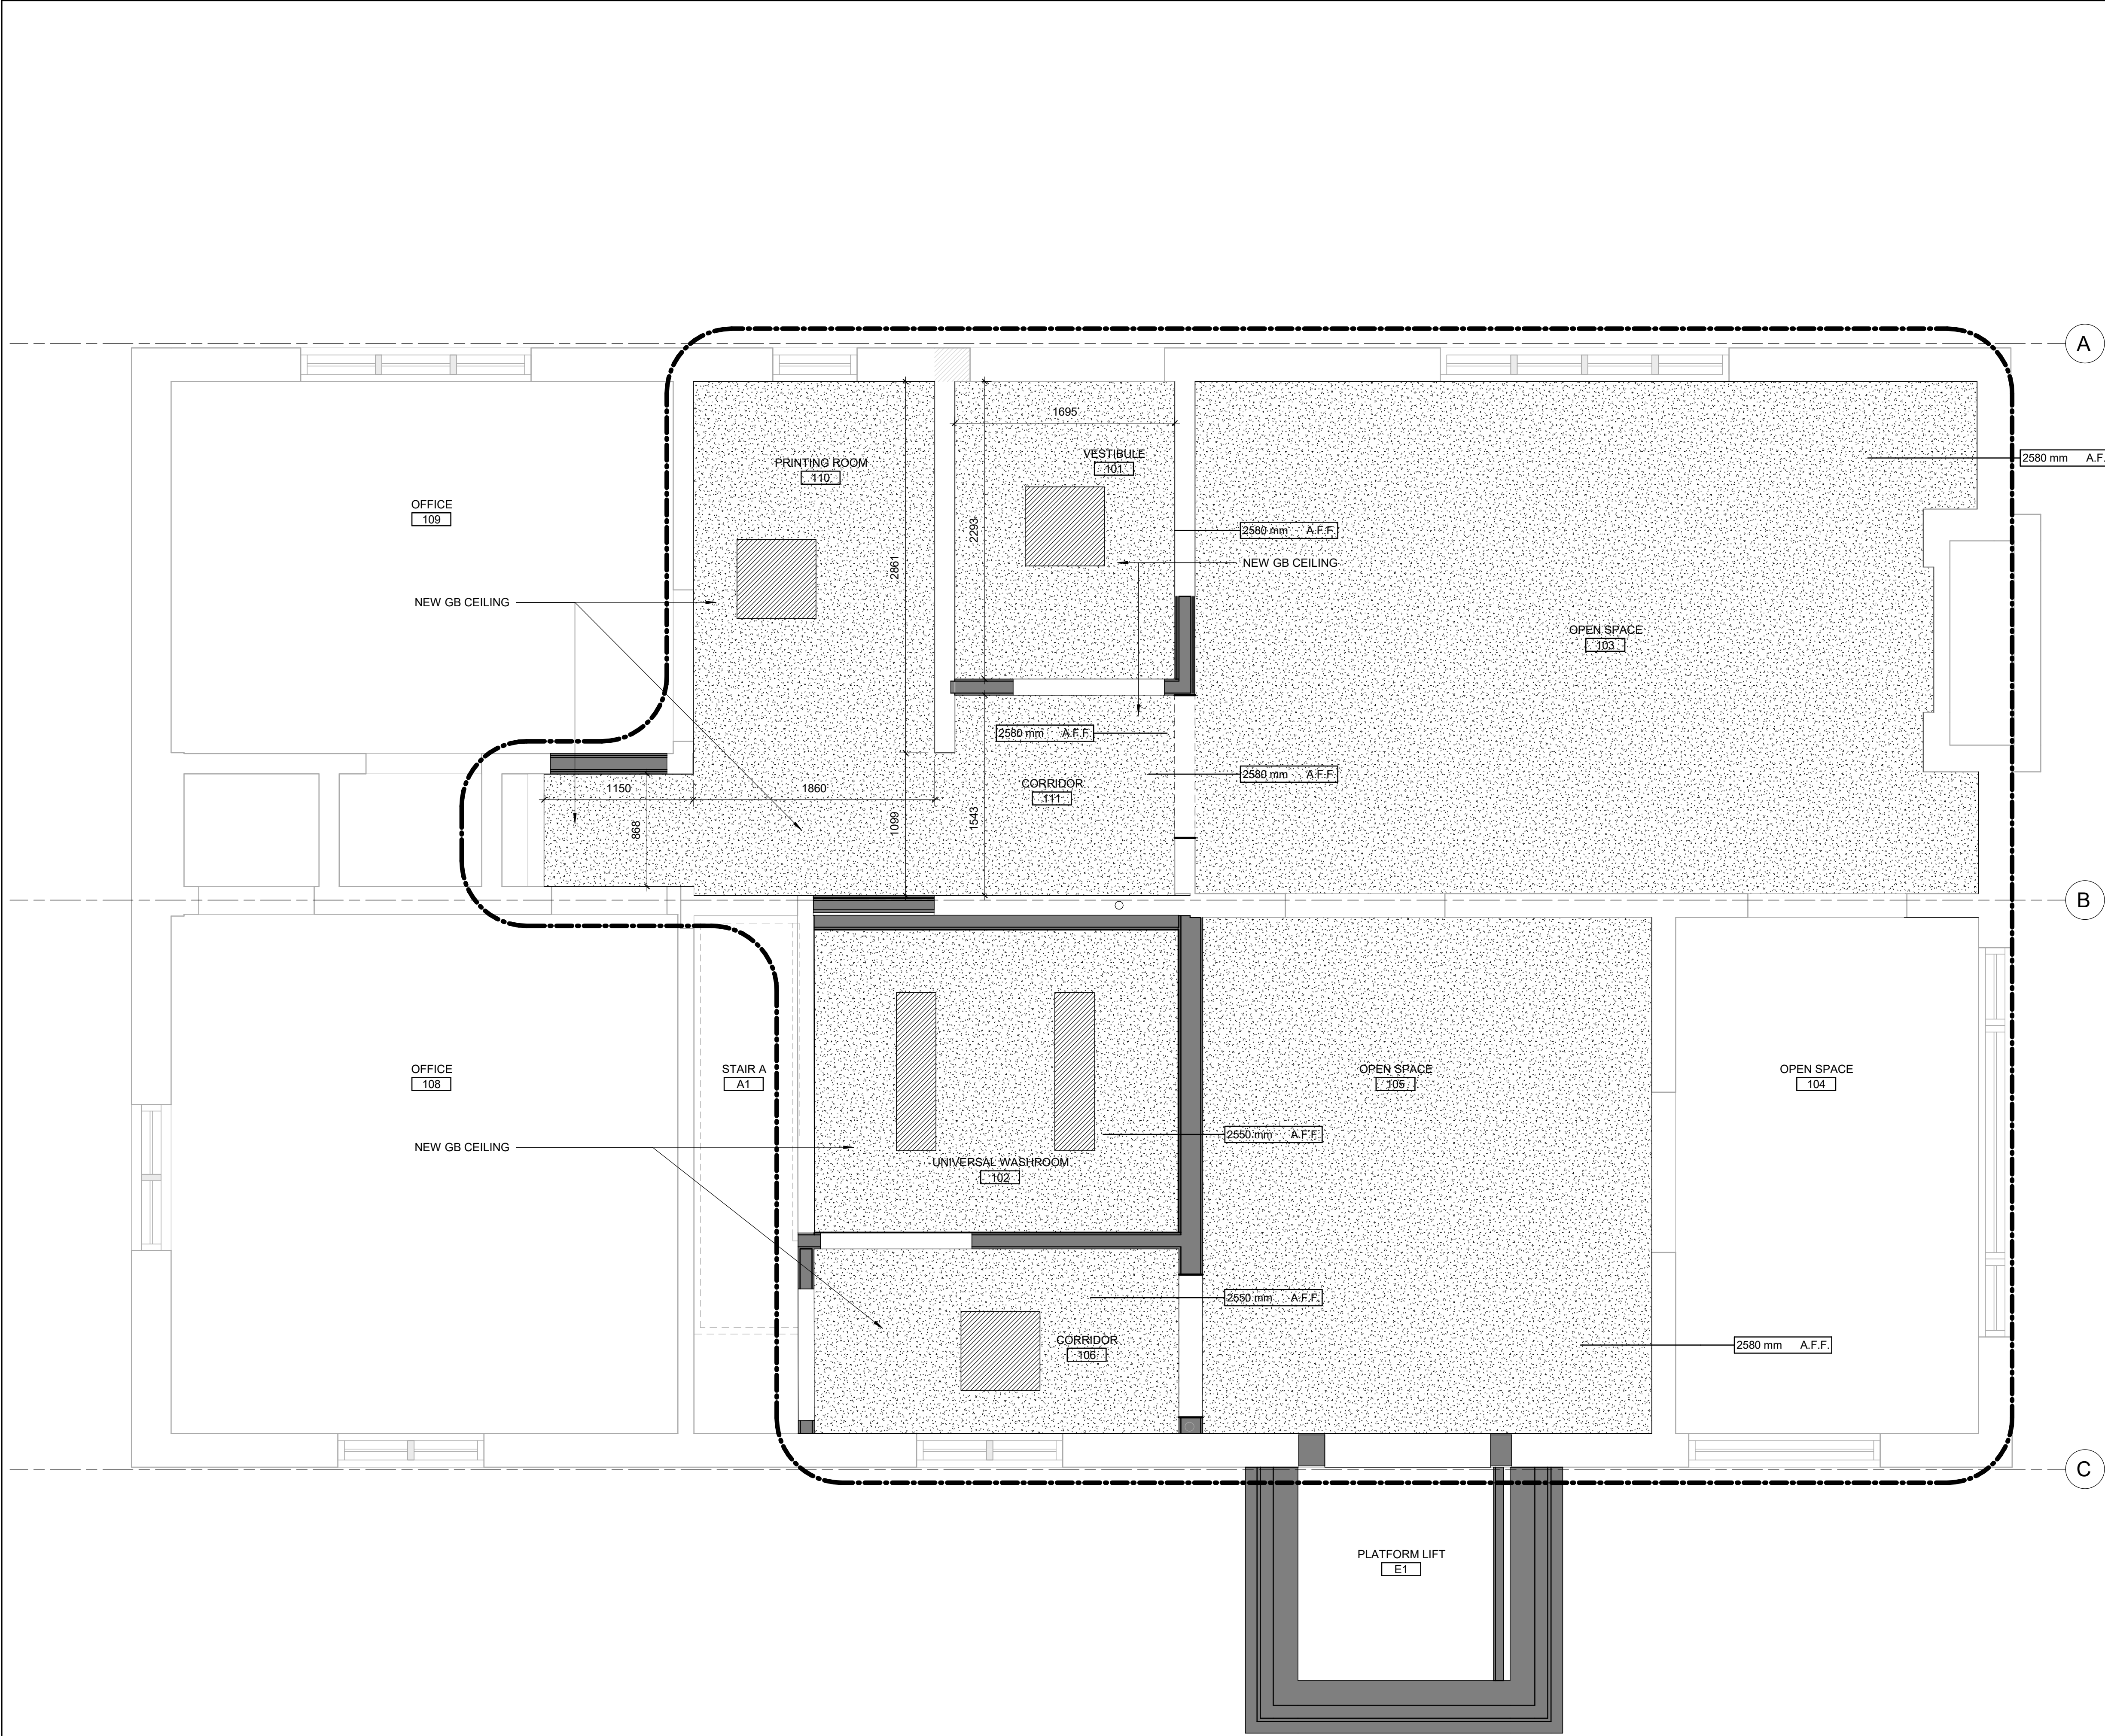 A
1695
PRINTING ROOM
110
VESTIBULE
101
2580 mm A.F.
OFFICE
109
2293
2580 mm A.F.F.
2861
NEW GB CEILING
NEW GB CEILING
OPEN SPACE
103
2580 mm A.F.F.
2580 mm A.F.F.
CORRIDOR
111
1150
1860
868
1099
1543
B
OFFICE
108
STAIR A
A1
OPEN SPACE
105
OPEN SPACE
104
2550 mm A.F.F.
NEW GB CEILING
UNIVERSAL WASHROOM
102
2550 mm A.F.F.
CORRIDOR
106
2580 mm A.F.F.
C
PLATFORM LIFT
E1